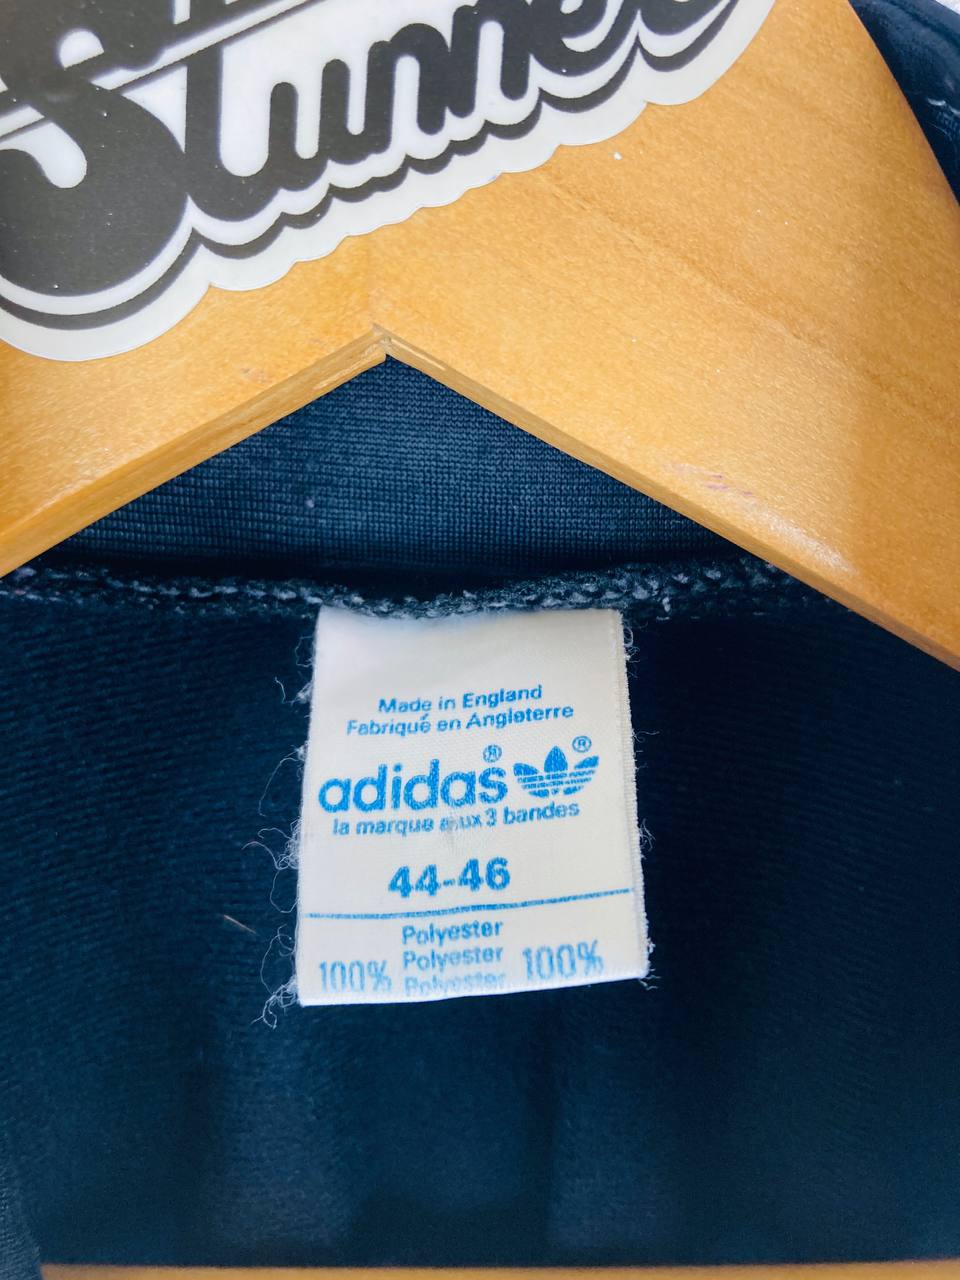 Stunner
Made in England
Fabriqué en Angleterre
adidas® ®
la marque aux 3 bandes
44-46
Polyester
Polyester
100% Polyester 100%